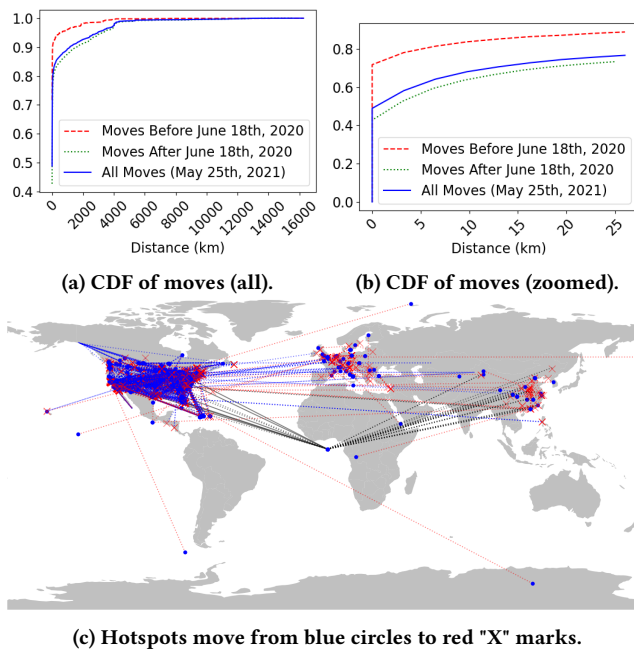 1.0
0.9
0.8
0.7
0.6
0.5
0.4
Moves Before June 18th, 2020
Moves After June 18th, 2020
All Moves (May 25th, 2021)
0
2000
4000
6000
8000
10000
12000
14000
16000
Distance (km)
(a) CDF of moves (all).
0.8
0.6
0.4
0.2
0.0
Moves Before June 18th, 2020
Moves After June 18th, 2020
All Moves (May 25th, 2021)
0
5
10
15
20
25
Distance (km)
(b) CDF of moves (zoomed).
(c) Hotspots move from blue circles to red "X" marks.